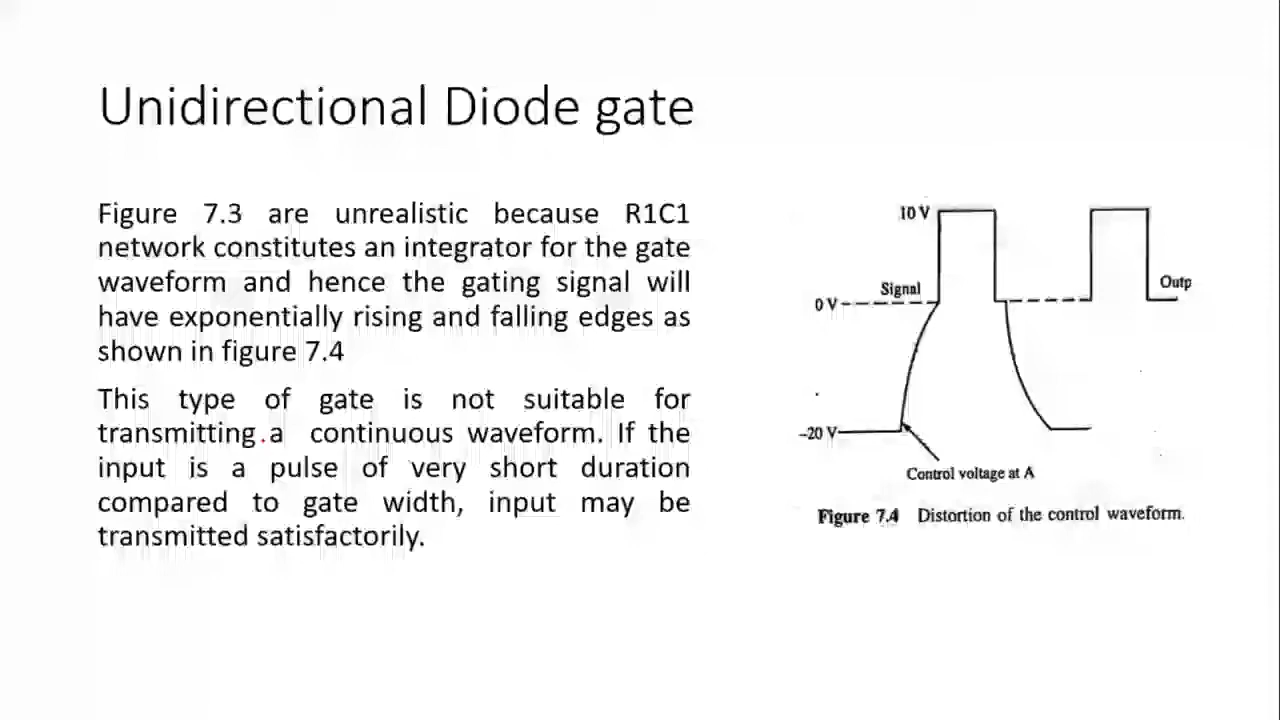 Unidirectional Diode gate
Figure 7.3 are unrealistic because R1C1
network constitutes an integrator for the gate
waveform and hence the gating signal will
have exponentially rising and falling edges as
shown in figure 7.4
This type of gate is not suitable for
transmitting.a continuous waveform. If the
input is a pulse of very short duration
compared to gate width, input may be
transmitted satisfactorily.
10 V
Signal
Outp
0 V
-20 V
Control voltage at A
Figure 7.4 Distortion of the control waveform.